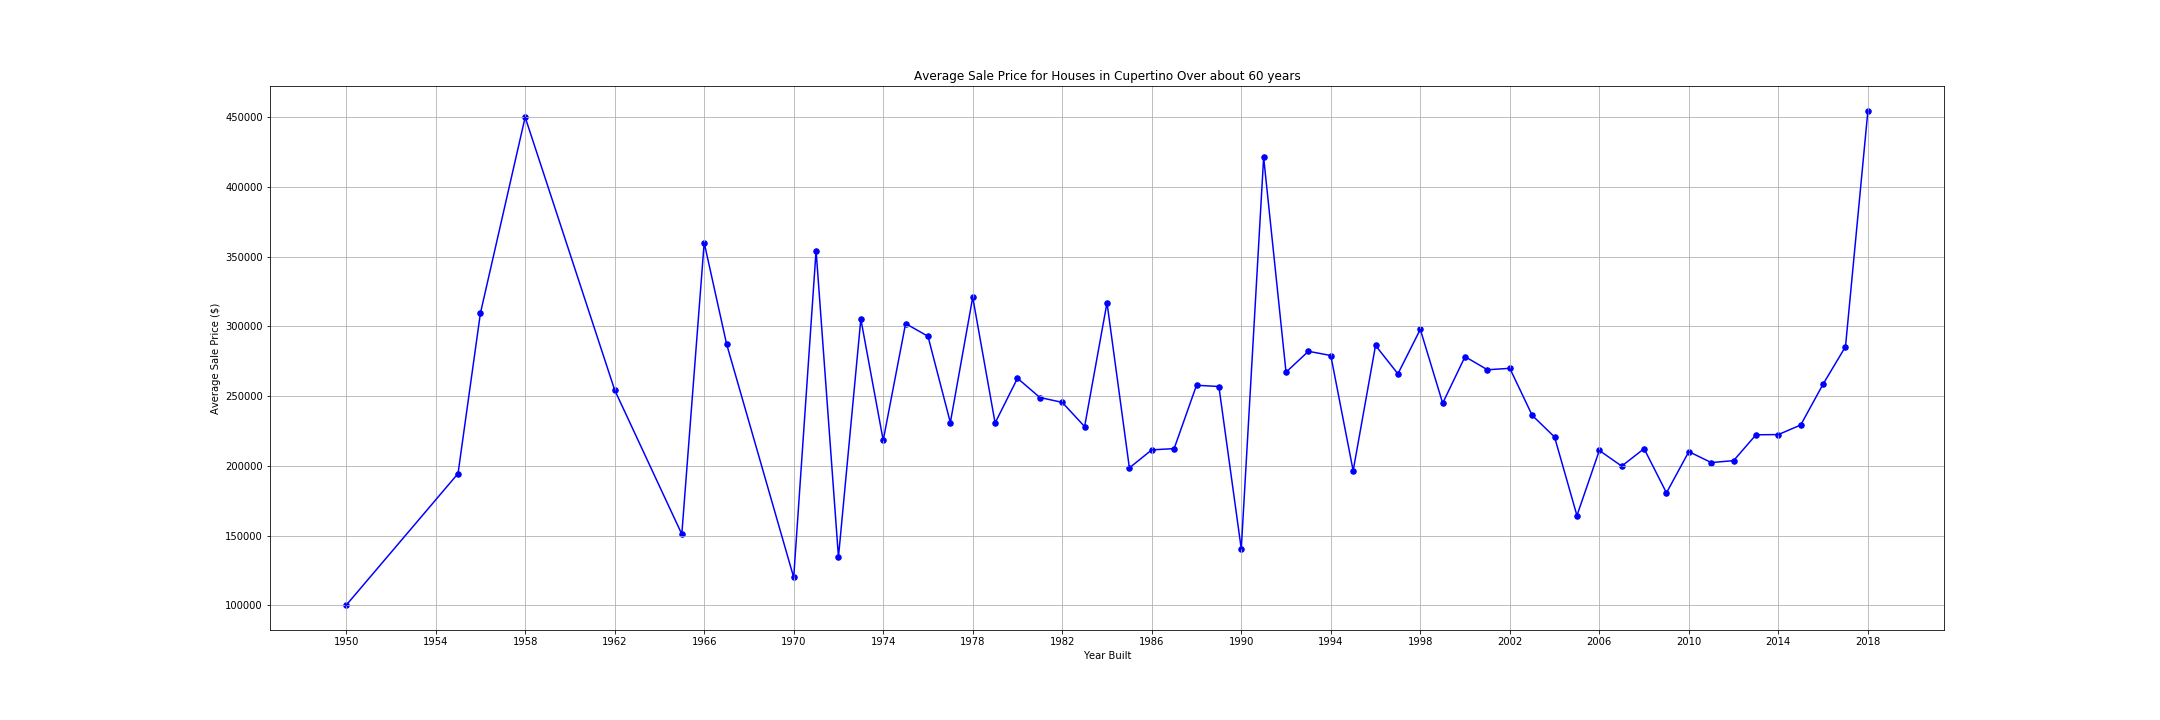 Average Sale Price for Houses in Cupertino Over about 60 years
450000
400000
350000
300000
250000
200000
150000
100000
Average Sale Price ($)
1950 1954 1958 1962 1966 1970 1974 1978 1982 1986 1990 1994 1998 2002 2006 2010 2014 2018
Year Built